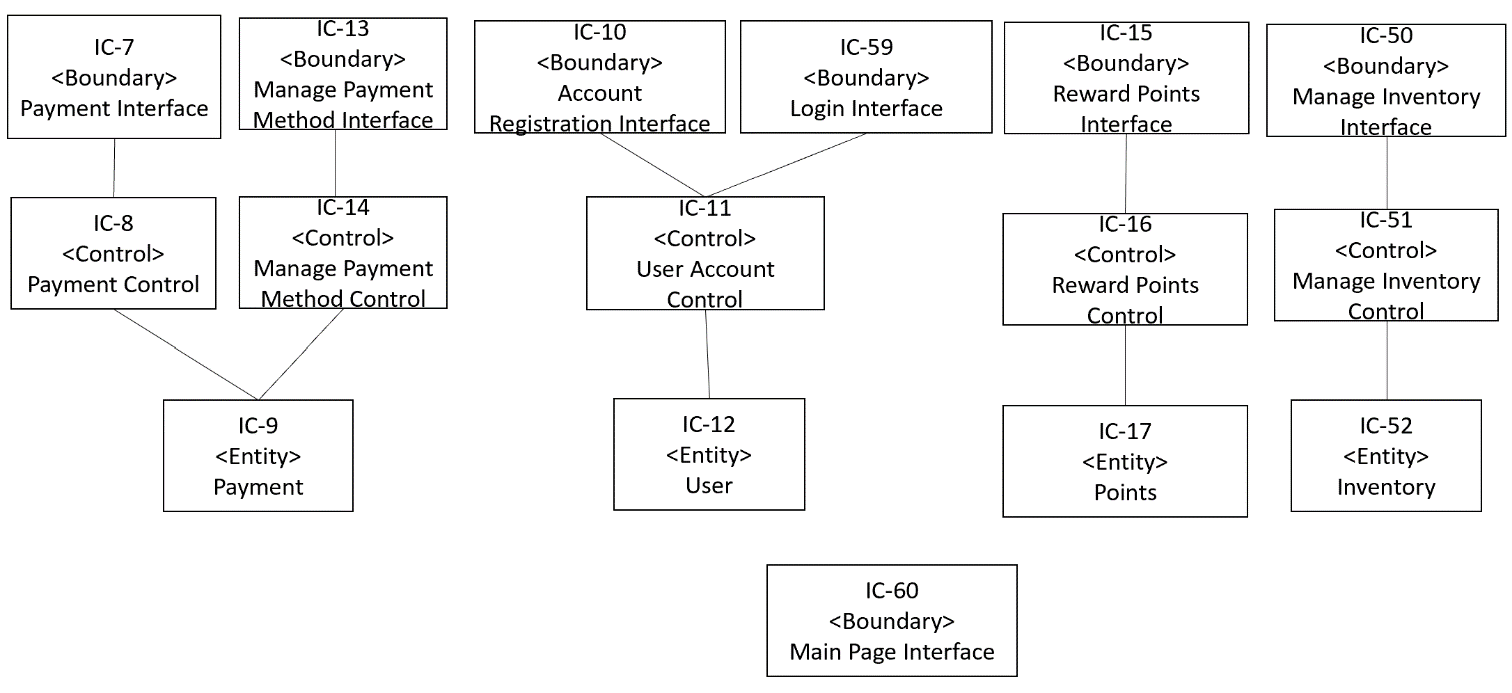 IC-7
<Boundary>
Payment Interface
IC-13
<Boundary>
Manage Payment
Method Interface
IC-10
<Boundary>
Account
Registration Interface
IC-59
<Boundary>
Login Interface
IC-15
<Boundary>
Reward Points
Interface
IC-50
<Boundary>
Manage Inventory
Interface
IC-8
<Control>
Payment Control
IC-14
<Control>
Manage Payment
Method Control
IC-11
<Control>
User Account
Control
IC-16
<Control>
Reward Points
Control
IC-51
<Control>
Manage Inventory
Control
IC-9
<Entity>
Payment
IC-12
<Entity>
User
IC-17
<Entity>
Points
IC-52
<Entity>
Inventory
IC-60
<Boundary>
Main Page Interface